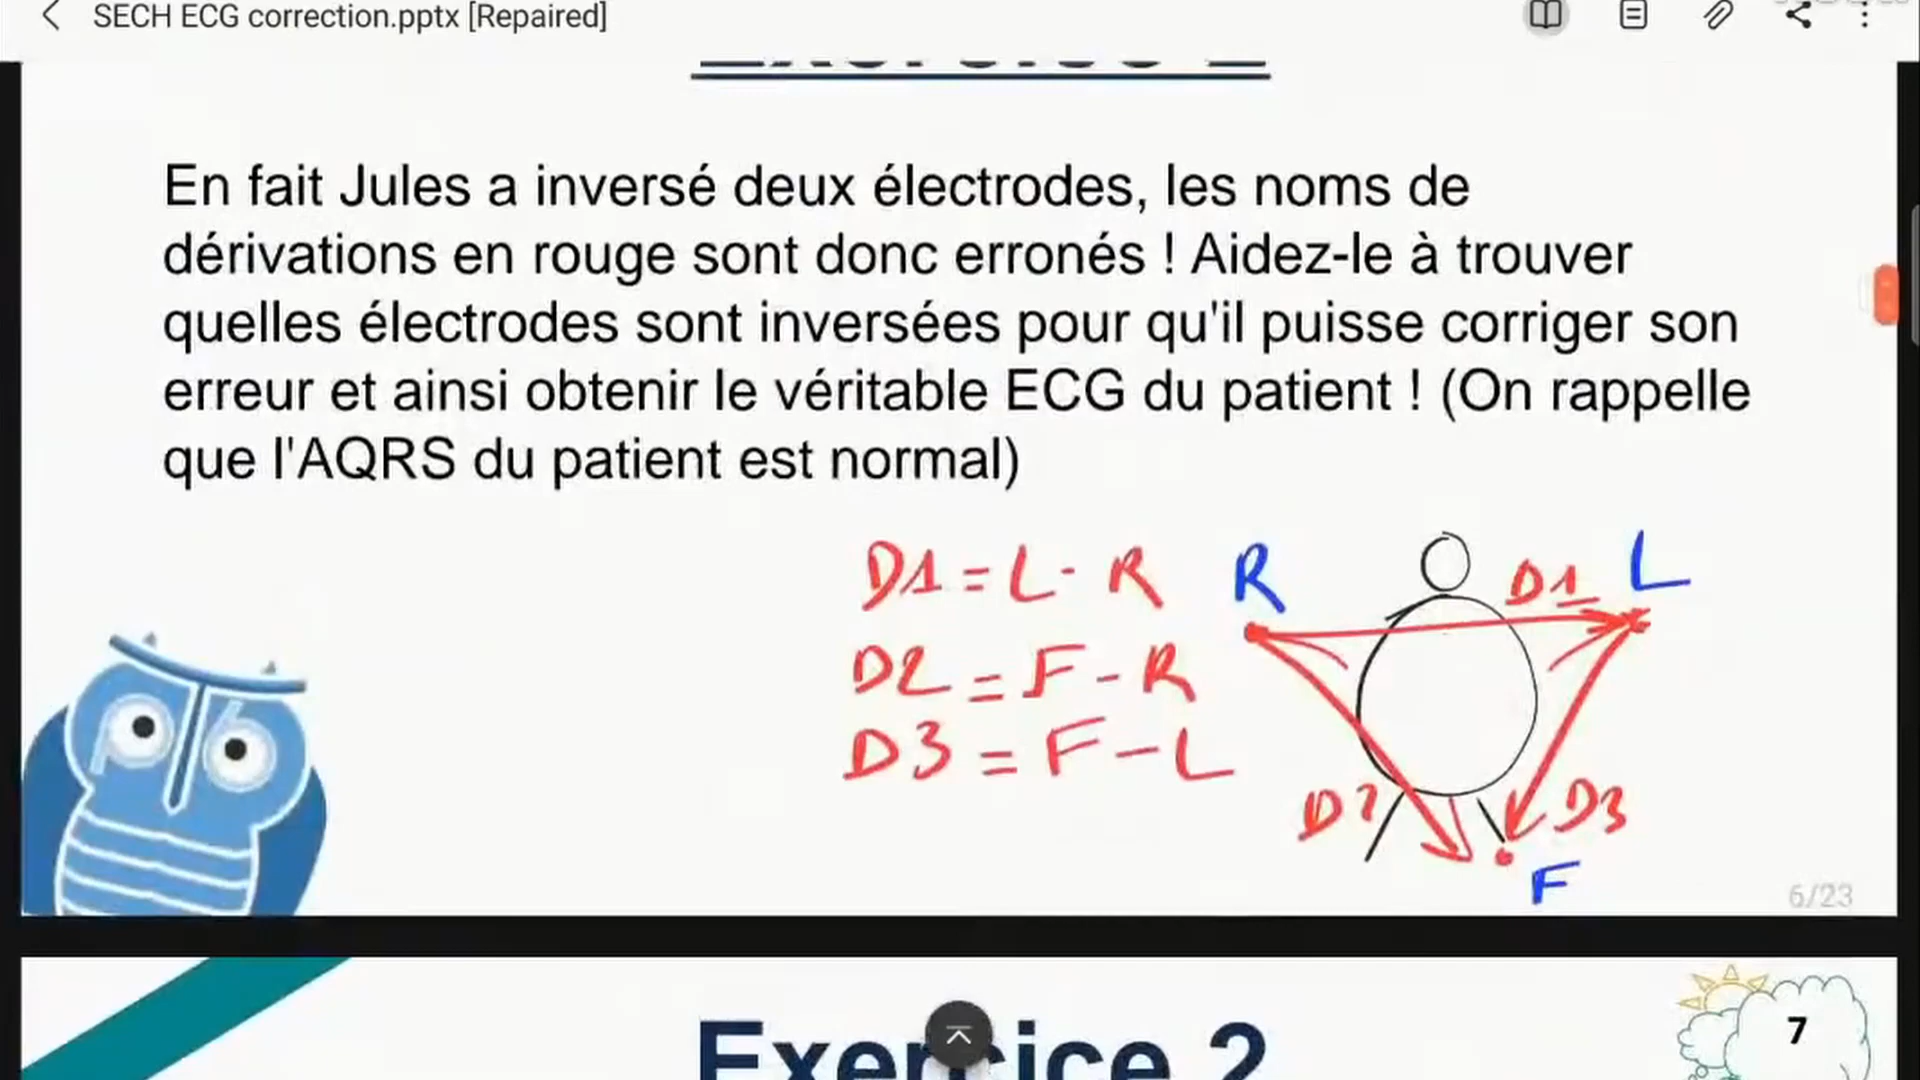 SECH ECG correction.pptx [Repaired]
En fait Jules a inversé deux électrodes, les noms de
dérivations en rouge sont donc erronés ! Aidez-le à trouver
quelles électrodes sont inversées pour qu'il puisse corriger son
erreur et ainsi obtenir le véritable ECG du patient ! (On rappelle
que l'AQRS du patient est normal)
D1 = L - R
D2 = F - R
D3 = F - L
R
D1
L
D2
D3
F
6/23
Exercice 2
7